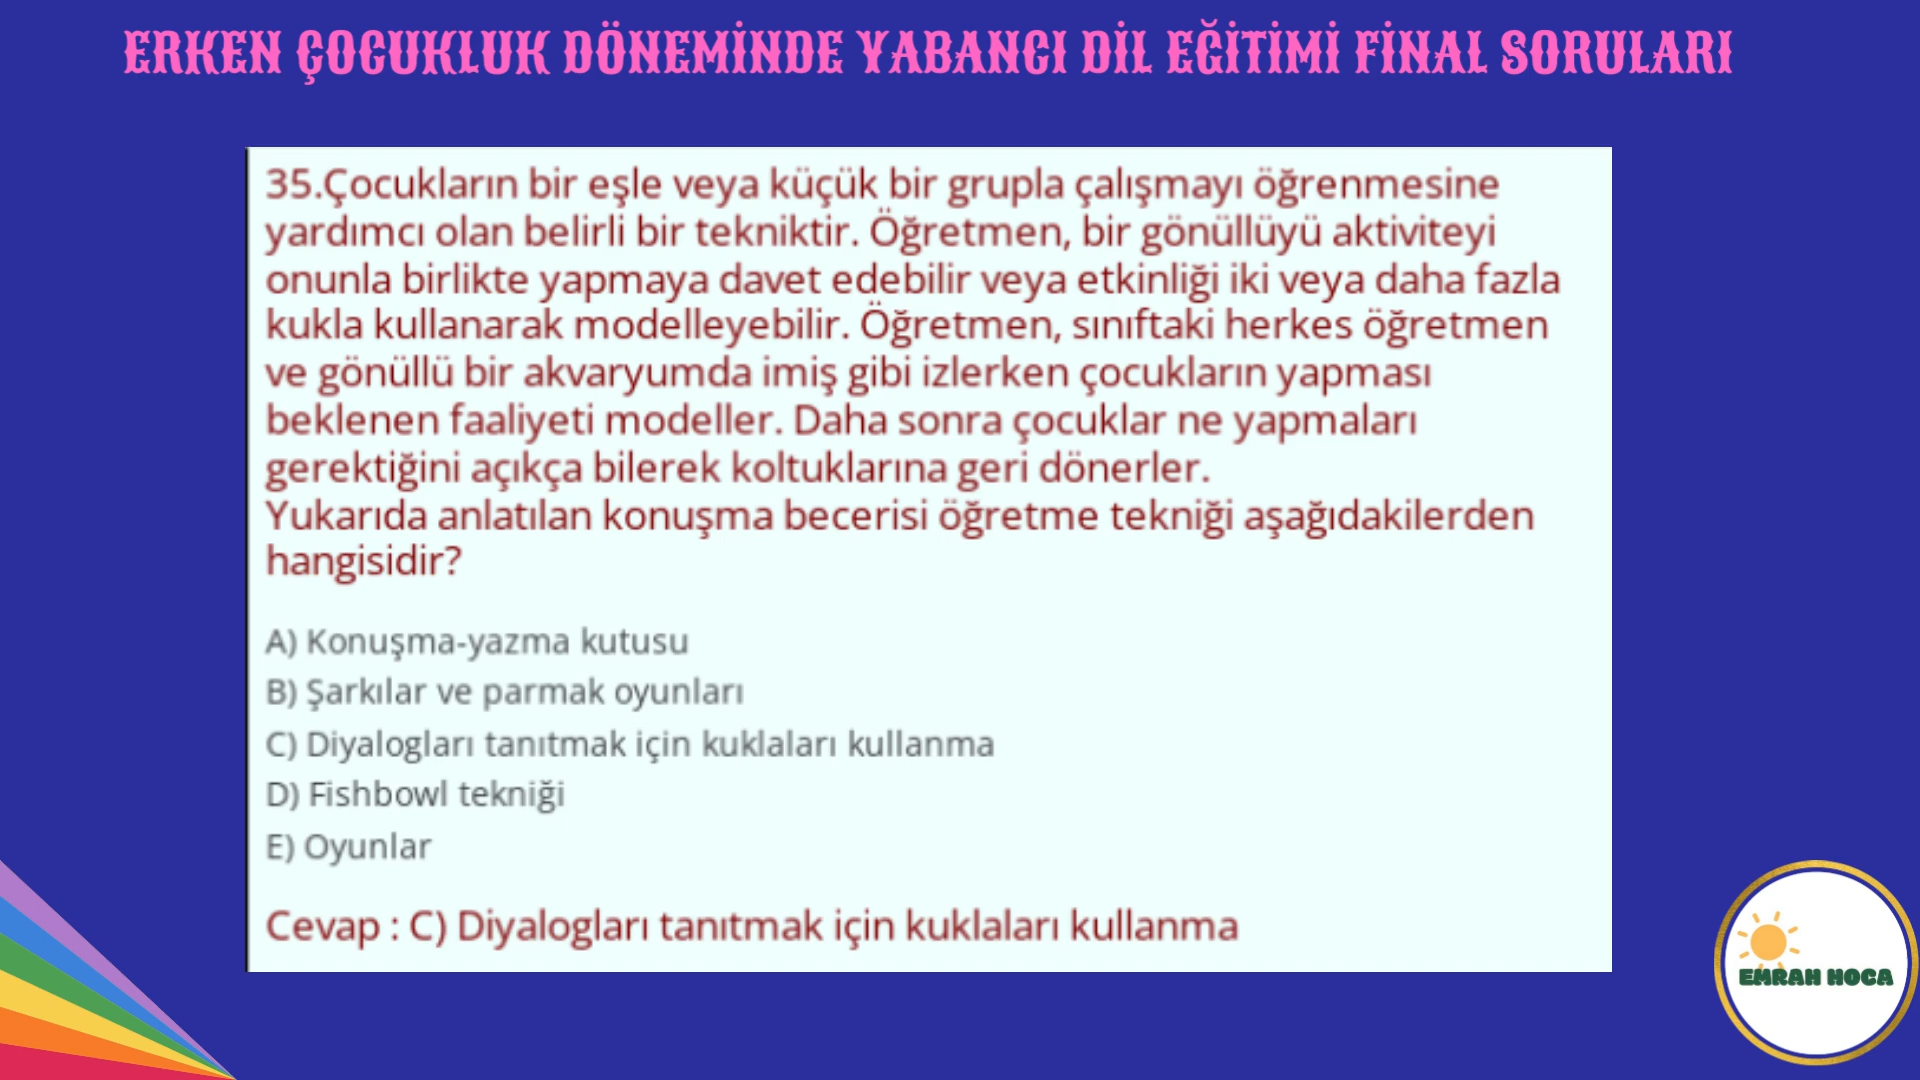 ERKEN ÇOCUKLUK DÖNEMİNDE YABANCI DİL EĞİTİMİ FİNAL SORULARI
35.Çocukların bir eşle veya küçük bir grupla çalışmayı öğrenmesine
yardımcı olan belirli bir tekniktir. Öğretmen, bir gönüllüyü aktiviteyi
onunla birlikte yapmaya davet edebilir veya etkinliği iki veya daha fazla
kukla kullanarak modelleyebilir. Öğretmen, sınıftaki herkes öğretmen
ve gönüllü bir akvaryumda imiş gibi izlerken çocukların yapması
beklenen faaliyeti modeller. Daha sonra çocuklar ne yapmaları
gerektiğini açıkça bilerek koltuklarına geri dönerler.
Yukarıda anlatılan konuşma becerisi öğretme tekniği aşağıdakilerden
hangisidir?
A) Konuşma-yazma kutusu
B) Şarkılar ve parmak oyunları
C) Diyalogları tanıtmak için kuklaları kullanma
D) Fishbowl tekniği
E) Oyunlar
Cevap : C) Diyalogları tanıtmak için kuklaları kullanma
EMRAH HOCA